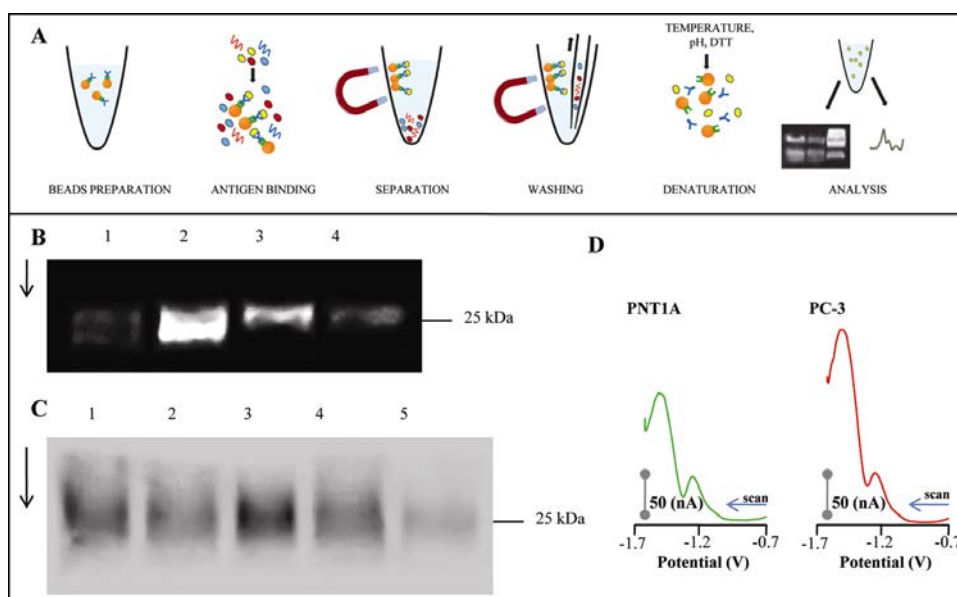 A
TEMPERATURE,
pH, DTT
BEADS PREPARATION
ANTIGEN BINDING
SEPARATION
WASHING
DENATURATION
ANALYSIS
B
1 2 3 4
25 kDa
C
1 2 3 4 5
25 kDa
D
PNT1A PC-3
50 (nA) scan
50 (nA) scan
-1.7 -1.2 -0.7
-1.7 -1.2 -0.7
Potential (V) Potential (V)